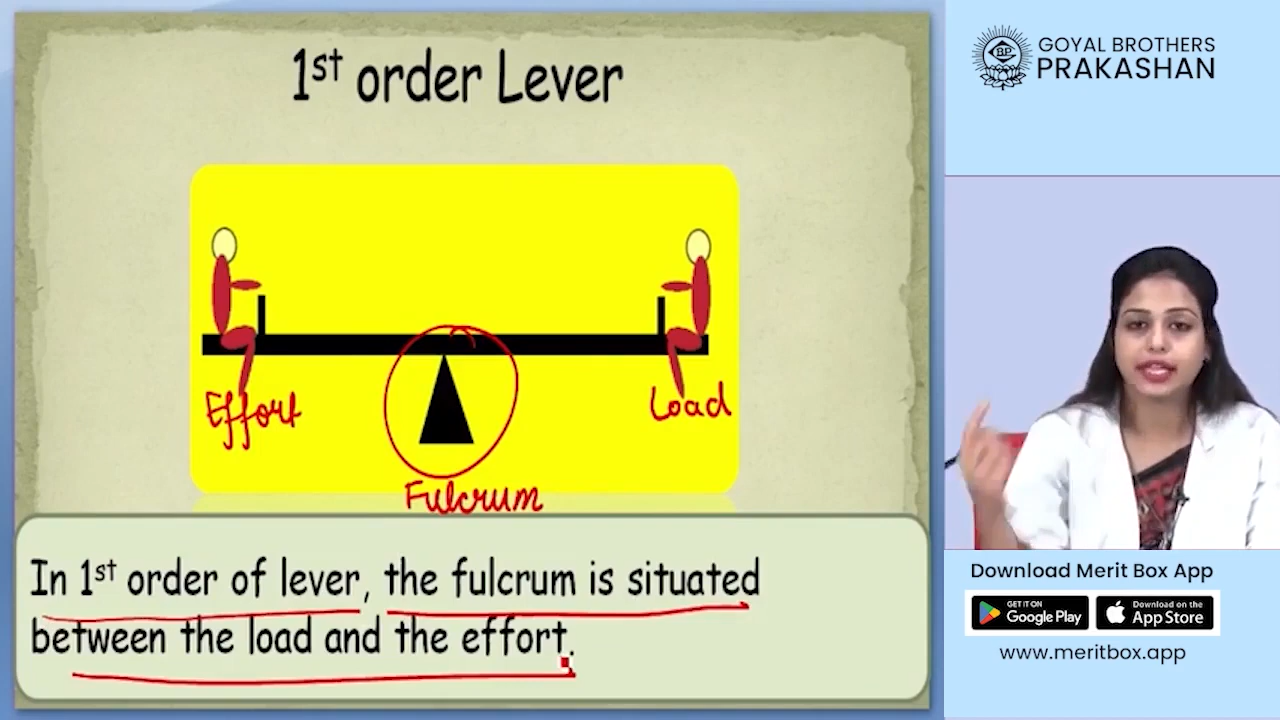 1st order Lever
Effort
Load
Fulcrum
In 1st order of lever, the fulcrum is situated
between the load and the effort.
GOYAL BROTHERS
PRAKASHAN
GBP
Download Merit Box App
GET IT ON
Google Play
Download on the
App Store
www.meritbox.app